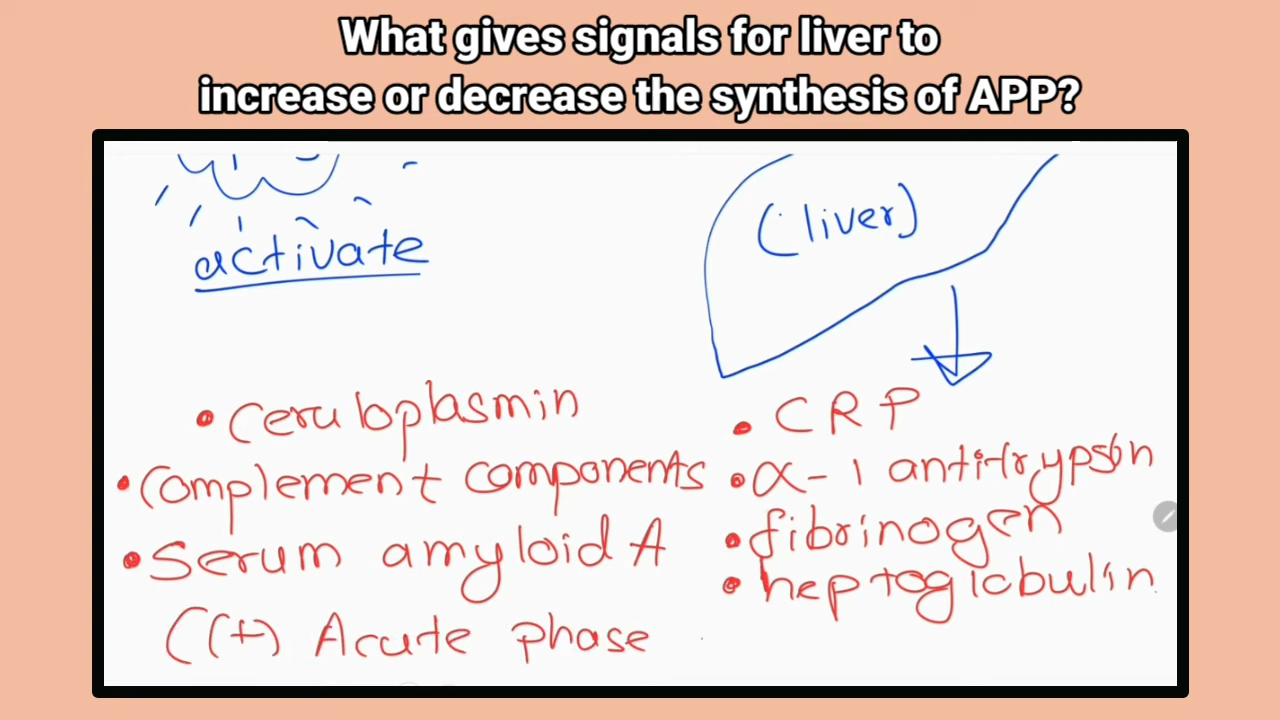 What gives signals for liver to
increase or decrease the synthesis of APP?
activate
(liver)
• Ceruloplasmin
• Complement components
• Serum amyloid A
((+) Acute phase
• CRP
• α-1 antitrypsin
• fibrinogen
• heptoglobulin